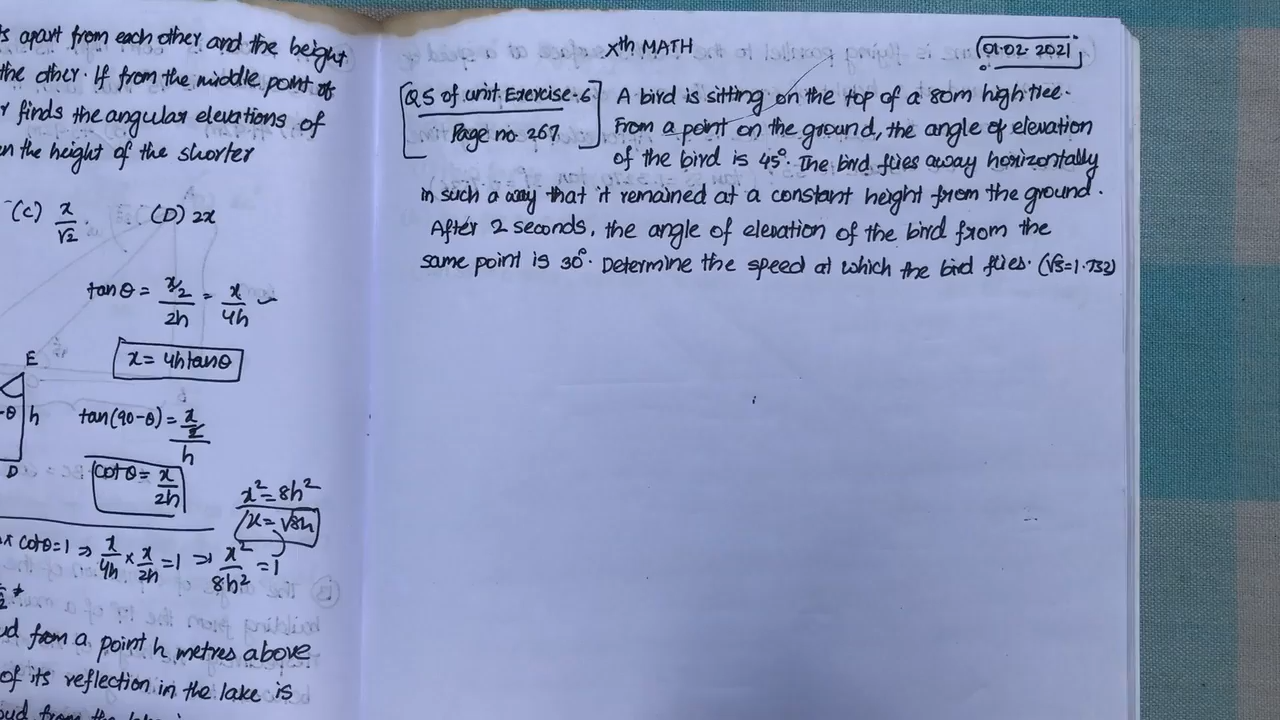 ts apart from each other and the height
the other. If from the middle point of
r finds the angular elevations of
en the height of the shorter
(C) x/√2 (D) 2x
tanθ = x/2 / 2h = x/4h
E
x = 4htanθ
-θ h
tan(90-θ) = x/2 / h
D
cotθ = x/2h
x² = 8h²
x = √8h
x cotθ = 1 ⇒ x/4h × x/2h = 1 ⇒ x²/8h² = 1
ud from a point h metres above
of its reflection in the lake is
Xth MATH
01.02.2021
Q5 of unit Exercise-6
Page no 267
A bird is sitting on the top of a 80m high tree.
From a point on the ground, the angle of elevation
of the bird is 45°. The bird flies away horizontally
in such a way that it remained at a constant height from the ground.
After 2 seconds, the angle of elevation of the bird from the
same point is 30°. Determine the speed at which the bird flies. (√3=1.732)